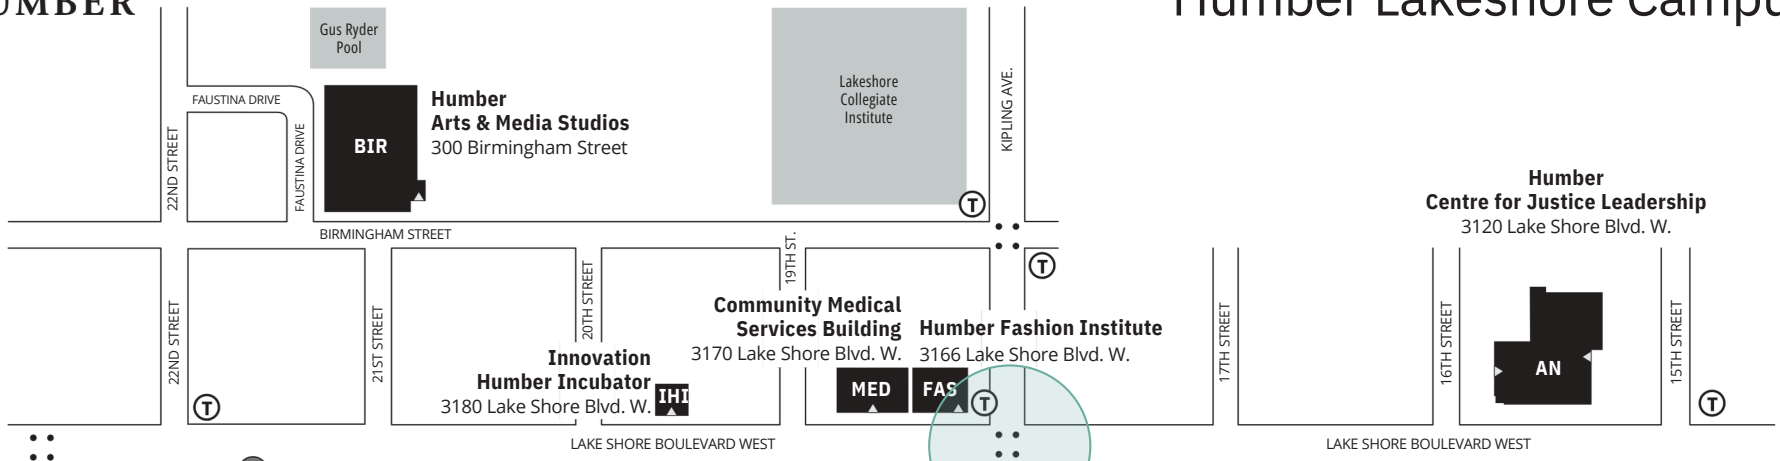 Gus Ryder
Pool
Lakeshore
Collegiate
Institute
KIPLING AVE.
FAUSTINA DRIVE
FAUSTINA DRIVE
22ND STREET
BIR
Humber
Arts & Media Studios
300 Birmingham Street
T
BIRMINGHAM STREET
T
Humber
Centre for Justice Leadership
3120 Lake Shore Blvd. W.
22ND STREET
21ST STREET
20TH STREET
19TH ST.
17TH STREET
16TH STREET
15TH STREET
Community Medical
Services Building
3170 Lake Shore Blvd. W.
Humber Fashion Institute
3166 Lake Shore Blvd. W.
Innovation
Humber Incubator
3180 Lake Shore Blvd. W.
IHI
MED
FAS
AN
T
T
T
LAKE SHORE BOULEVARD WEST
LAKE SHORE BOULEVARD WEST